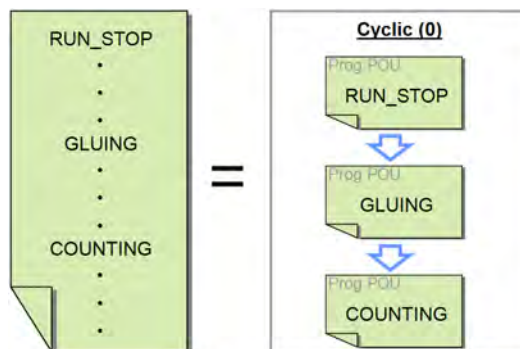 RUN_STOP
GLUING
COUNTING
=
Cyclic (0)
Prog POU
RUN_STOP
Prog POU
GLUING
Prog POU
COUNTING